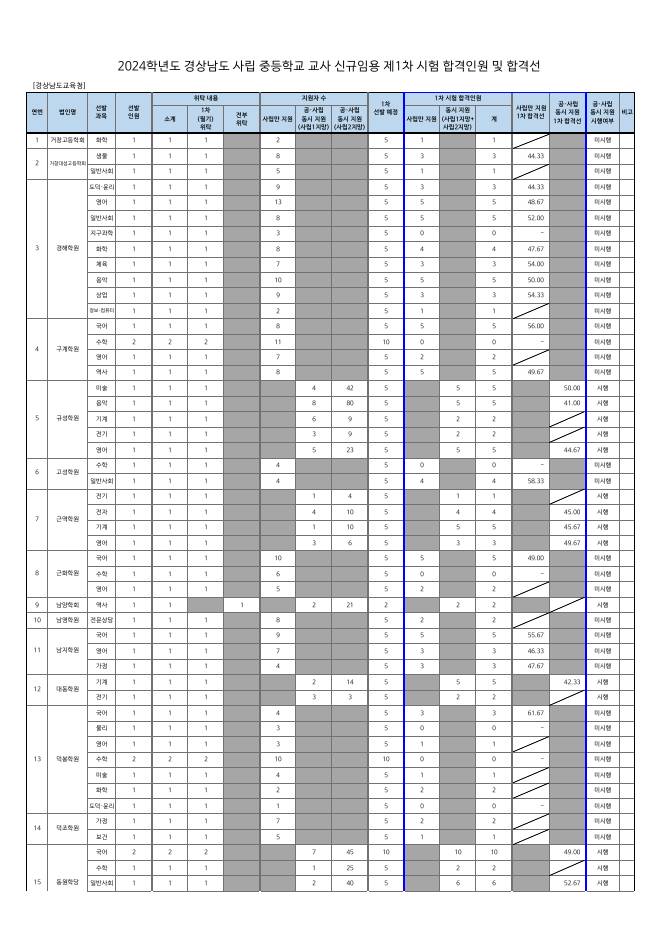 2024학년도 경상남도 사립 중등학교 교사 신규임용 제1차 시험 합격인원 및 합격선
[경상남도교육청]
연번 법인명 선발 과목 선발 인원 위탁 내용 소계 1차 (필기) 위탁 전부 위탁 지원자 수 사립만 지원 공·사립 동시 지원 (사립1지망) 공·사립 동시 지원 (사립2지망) 1차 선발 예정 1차 시험 합격인원 사립만 지원 공·사립 동시 지원 (사립1지망+ 사립2지망) 계 사립만 지원 1차 합격선 공·사립 동시 지원 1차 합격선 공·사립 동시 지원 시행여부 비고
1 거창고등학회 화학 1 1 1 2 5 1 1 미시행
2 거창대성고등학회 생물 1 1 1 8 5 3 3 44.33 미시행
일반사회 1 1 1 5 5 1 1 미시행
3 경해학원 도덕·윤리 1 1 1 9 5 3 3 44.33 미시행
영어 1 1 1 13 5 5 5 48.67 미시행
일반사회 1 1 1 8 5 5 5 52.00 미시행
지구과학 1 1 1 3 5 0 0 - 미시행
화학 1 1 1 8 5 4 4 47.67 미시행
체육 1 1 1 7 5 3 3 54.00 미시행
음악 1 1 1 10 5 5 5 50.00 미시행
상업 1 1 1 9 5 3 3 54.33 미시행
정보·컴퓨터 1 1 1 2 5 1 1 미시행
4 구계학원 국어 1 1 1 8 5 5 5 56.00 미시행
수학 2 2 2 11 10 0 0 - 미시행
영어 1 1 1 7 5 2 2 미시행
역사 1 1 1 8 5 5 5 49.67 미시행
5 규성학원 미술 1 1 1 4 42 5 5 5 50.00 시행
음악 1 1 1 8 80 5 5 5 41.00 시행
기계 1 1 1 6 9 5 2 2 시행
전기 1 1 1 3 9 5 2 2 시행
영어 1 1 1 5 23 5 5 5 44.67 시행
6 고성학원 수학 1 1 1 4 5 0 0 - 미시행
일반사회 1 1 1 4 5 4 4 58.33 미시행
7 근역학원 전기 1 1 1 1 4 5 1 1 시행
전자 1 1 1 4 10 5 4 4 45.00 시행
기계 1 1 1 1 10 5 5 5 45.67 시행
영어 1 1 1 3 6 5 3 3 49.67 시행
8 근화학원 국어 1 1 1 10 5 5 5 49.00 미시행
수학 1 1 1 6 5 0 0 - 미시행
영어 1 1 1 5 5 2 2 미시행
9 남양학회 역사 1 1 1 2 21 2 2 2 시행
10 남영학원 전문상담 1 1 1 8 5 2 2 미시행
11 남지학원 국어 1 1 1 9 5 5 5 55.67 미시행
영어 1 1 1 7 5 3 3 46.33 미시행
가정 1 1 1 4 5 3 3 47.67 미시행
12 대동학원 기계 1 1 1 2 14 5 5 5 42.33 시행
전기 1 1 1 3 3 5 2 2 시행
13 덕봉학원 국어 1 1 1 4 5 3 3 61.67 미시행
물리 1 1 1 3 5 0 0 - 미시행
영어 1 1 1 3 5 1 1 미시행
수학 2 2 2 10 10 0 0 - 미시행
미술 1 1 1 4 5 1 1 미시행
화학 1 1 1 2 5 2 2 미시행
도덕·윤리 1 1 1 1 5 0 0 - 미시행
14 덕조학원 가정 1 1 1 7 5 2 2 미시행
보건 1 1 1 5 5 1 1 미시행
15 동원학당 국어 2 2 2 7 45 10 10 10 49.00 시행
수학 1 1 1 1 25 5 2 2 시행
일반사회 1 1 1 2 40 5 6 6 52.67 시행